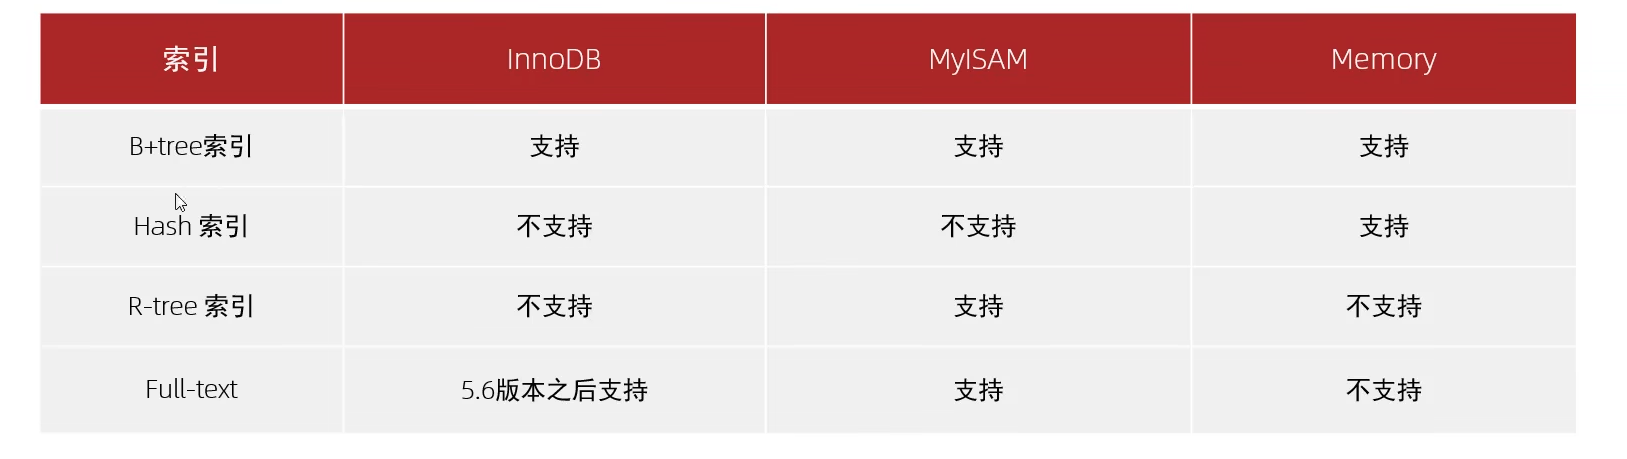 索引 InnoDB MyISAM Memory
B+tree索引 支持 支持 支持
Hash 索引 不支持 不支持 支持
R-tree 索引 不支持 支持 不支持
Full-text 5.6版本之后支持 支持 不支持